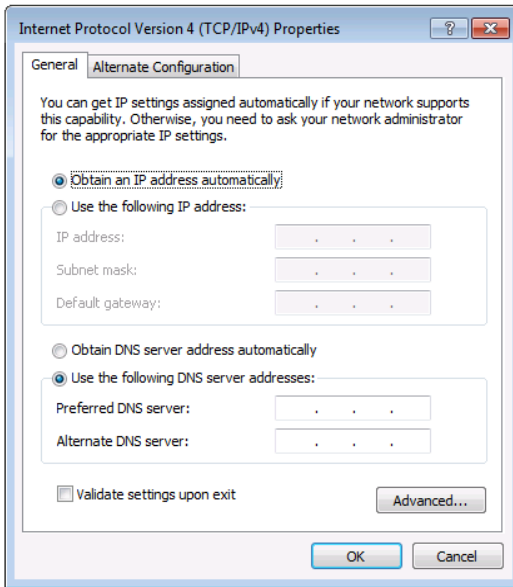 Internet Protocol Version 4 (TCP/IPv4) Properties
General
Alternate Configuration
You can get IP settings assigned automatically if your network supports
this capability. Otherwise, you need to ask your network administrator
for the appropriate IP settings.
Obtain an IP address automatically
Use the following IP address:
IP address:
. . .
Subnet mask:
. . .
Default gateway:
. . .
Obtain DNS server address automatically
Use the following DNS server addresses:
Preferred DNS server:
. . .
Alternate DNS server:
. . .
Validate settings upon exit
Advanced...
OK
Cancel